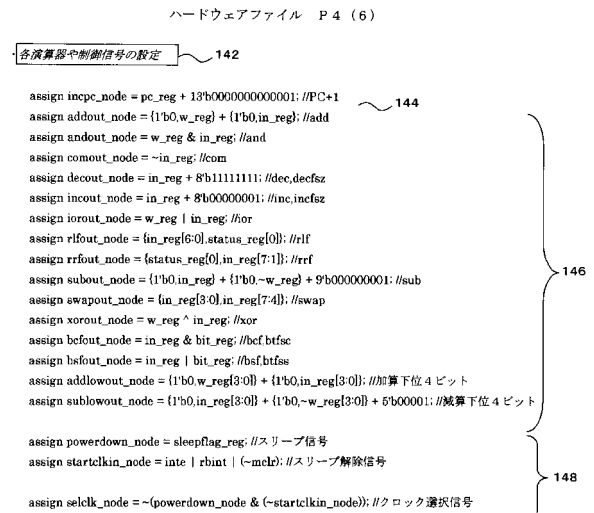 ハードウェアファイル P4(6)
・各演算器や制御信号の設定 142
assign incpc_node = pc_reg + 13'b0000000000001; //PC+1 144
assign addout_node = {1'b0,w_reg} + {1'b0,in_reg}; //add
assign andout_node = w_reg & in_reg; //and
assign comout_node = ~in_reg; //com
assign decout_node = in_reg + 8'b11111111; //dec,decfsz
assign incout_node = in_reg + 8'b00000001; //inc,incfsz
assign iorout_node = w_reg | in_reg; //ior
assign rlfout_node = {in_reg[6:0],status_reg[0]}; //rlf
assign rrfout_node = {status_reg[0],in_reg[7:1]}; //rrf
assign subout_node = {1'b0,in_reg} + {1'b0,~w_reg} + 9'b000000001; //sub
146
assign swapout_node = {in_reg[3:0],in_reg[7:4]}; //swap
assign xorout_node = w_reg ^ in_reg; //xor
assign bcfout_node = in_reg & bit_reg; //bcf,btfsc
assign bsfout_node = in_reg | bit_reg; //bsf,btfss
assign addlowout_node = {1'b0,w_reg[3:0]} + {1'b0,in_reg[3:0]}; //加算下位4ビット
assign sublowout_node = {1'b0,in_reg[3:0]} + {1'b0,~w_reg[3:0]} + 5'b00001; //減算下位4ビット
assign powerdown_node = sleepflag_reg; //スリープ信号
assign startclkin_node = inte | rbint | (~mclr); //スリープ解除信号
148
assign selclk_node = ~(powerdown_node & (~startclkin_node)); //クロック選択信号